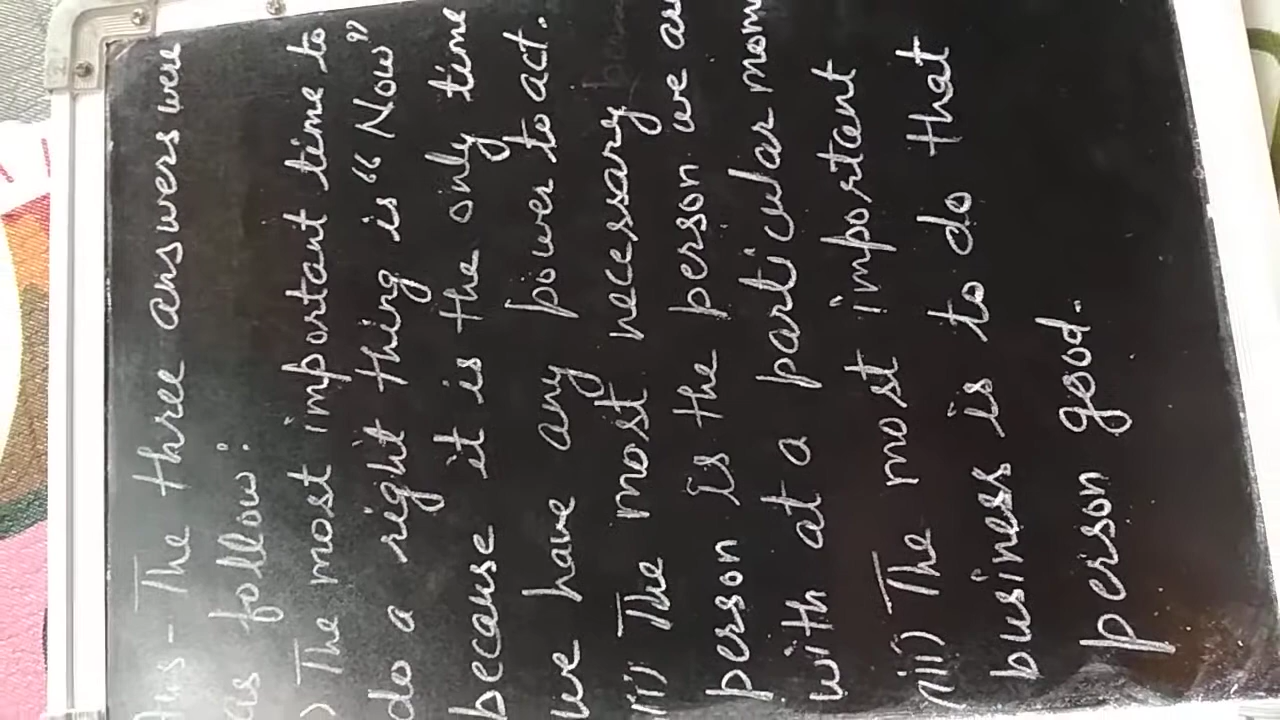 Ans - The three answers were
as follow :
) The most important time to
do a right thing is "Now"
because it is the only time
we have any power to act.
(ii) The most necessary
person is the person we are
with at a particular mom
(iii) The most important
business is to do that
person good.